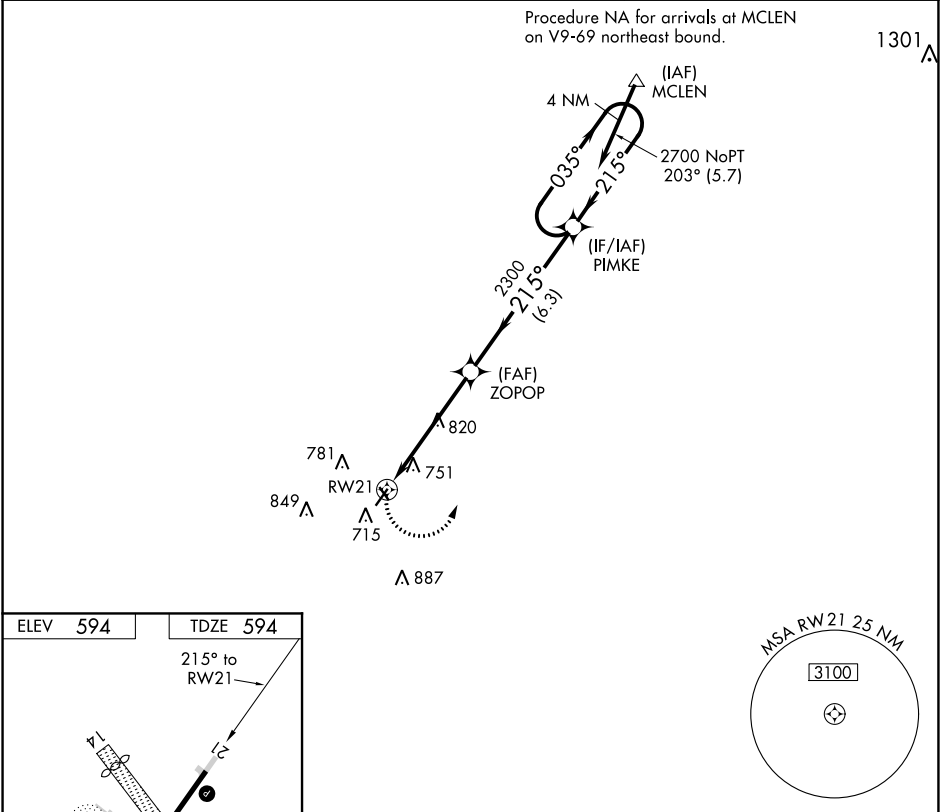 Procedure NA for arrivals at MCLEN
on V9-69 northeast bound.
1301
(IAF)
MCLEN
4 NM
2700 NoPT
203° (5.7)
035°
215°
(IF/IAF)
PIMKE
2300
215°
(6.3)
(FAF)
ZOPOP
820
781
751
RW21
849
715
887
ELEV 594
TDZE 594
215° to
RW21
21
14
P
MSA RW21 25 NM
3100